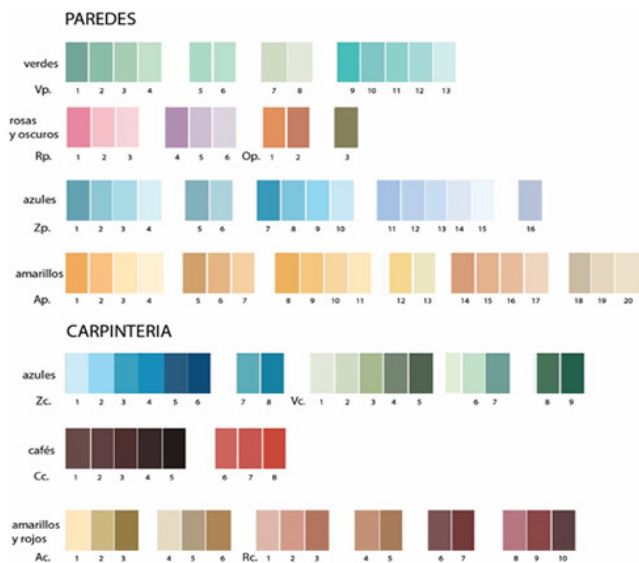 PAREDES
verdes
Vp. 1 2 3 4 5 6 7 8 9 10 11 12 13
rosas
y oscuros
Rp. 1 2 3 4 5 6 Op. 1 2 3
azules
Zp. 1 2 3 4 5 6 7 8 9 10 11 12 13 14 15 16
amarillos
Ap. 1 2 3 4 5 6 7 8 9 10 11 12 13 14 15 16 17 18 19 20
CARPINTERIA
azules
Zc. 1 2 3 4 5 6 7 8 Vc. 1 2 3 4 5 6 7 8 9
cafés
Cc. 1 2 3 4 5 6 7 8
amarillos
y rojos
Ac. 1 2 3 4 5 6 Rc. 1 2 3 4 5 6 7 8 9 10